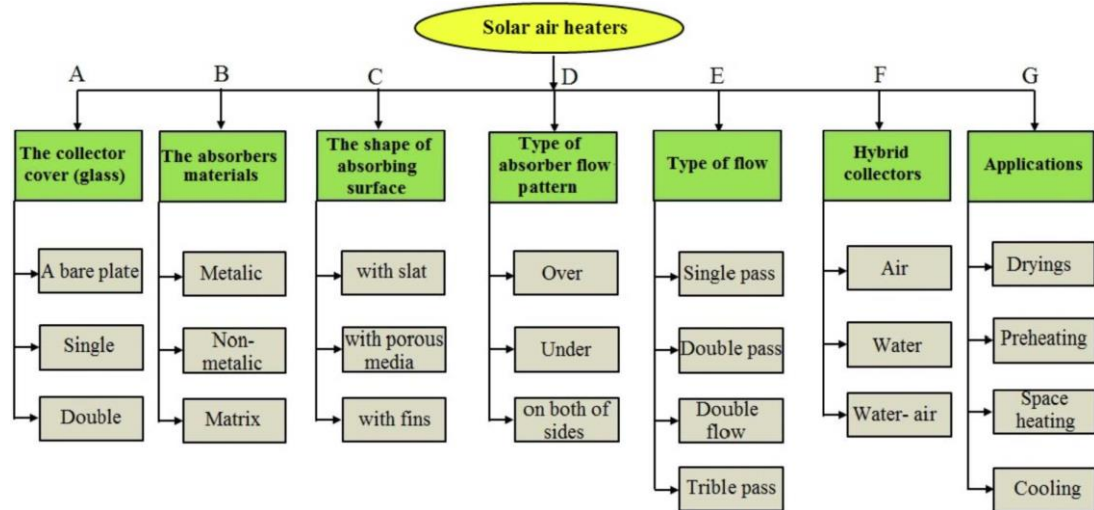 Solar air heaters
A
B
C
D
E
F
G
The collector
cover (glass)
The absorbers
materials
The shape of
absorbing
surface
Type of
absorber flow
pattern
Type of flow
Hybrid
collectors
Applications
A bare plate
Single
Double
Metalic
Non-
metalic
Matrix
with slat
with porous
media
with fins
Over
Under
on both of
sides
Single pass
Double pass
Double
flow
Trible pass
Air
Water
Water- air
Dryings
Preheating
Space
heating
Cooling